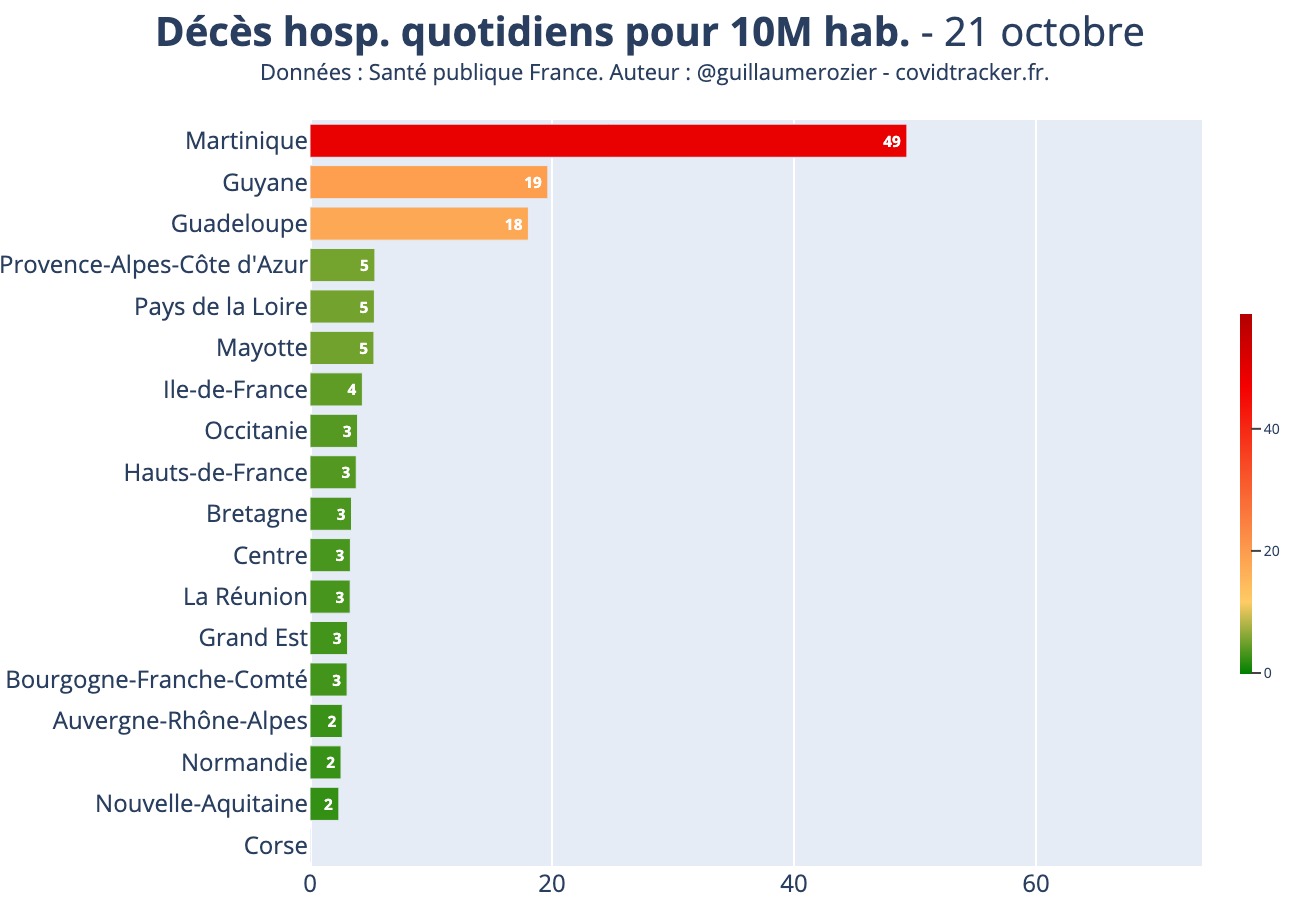 Décès hosp. quotidiens pour 10M hab. - 21 octobre
Données : Santé publique France. Auteur : @guillaumerozier - covidtracker.fr.
Martinique 49
Guyane 19
Guadeloupe 18
Provence-Alpes-Côte d'Azur 5
Pays de la Loire 5
Mayotte 5
Ile-de-France 4
Occitanie 3
Hauts-de-France 3
Bretagne 3
Centre 3
La Réunion 3
Grand Est 3
Bourgogne-Franche-Comté 3
Auvergne-Rhône-Alpes 2
Normandie 2
Nouvelle-Aquitaine 2
Corse
0 20 40 60
40
20
0